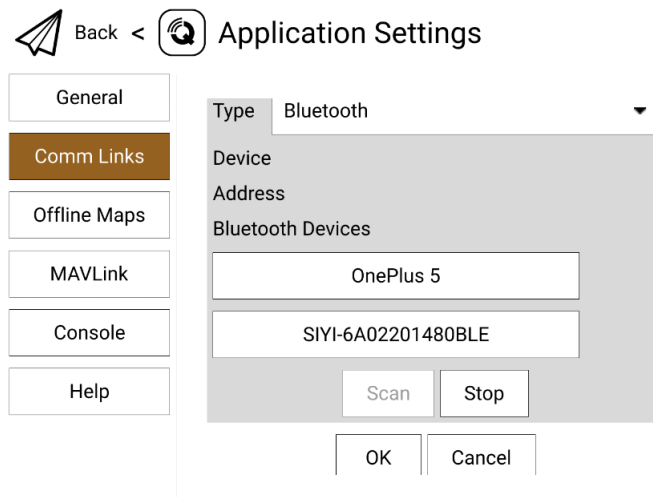 Back < Application Settings
General
Comm Links
Offline Maps
MAVLink
Console
Help
Type Bluetooth
Device
Address
Bluetooth Devices
OnePlus 5
SIYI-6A02201480BLE
Scan Stop
OK Cancel